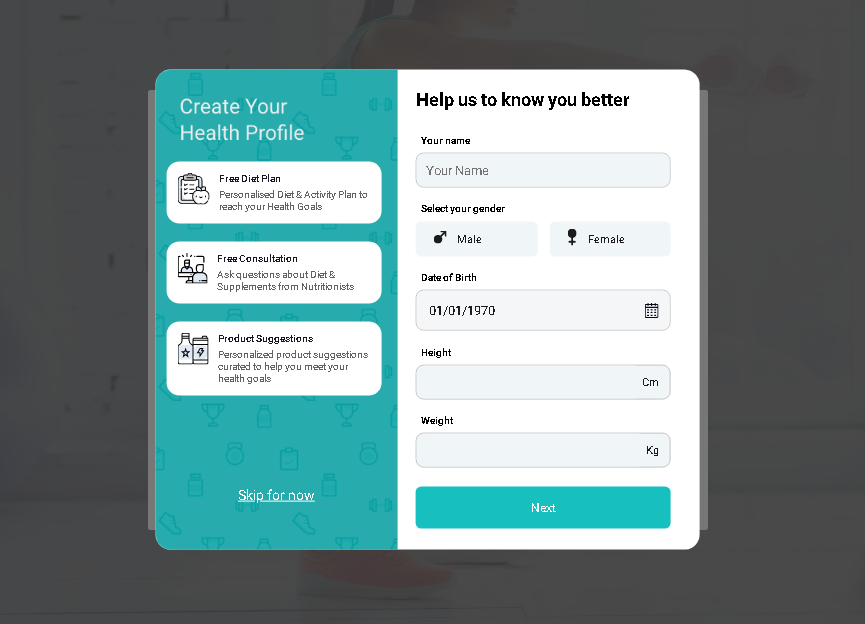 Create Your
Health Profile
Free Diet Plan
Personalised Diet & Activity Plan to
reach your Health Goals
Free Consultation
Ask questions about Diet &
Supplements from Nutritionists
Product Suggestions
Personalized product suggestions
curated to help you meet your
health goals
Skip for now
Help us to know you better
Your name
Your Name
Select your gender
Male
Female
Date of Birth
01/01/1970
Height
Cm
Weight
Kg
Next